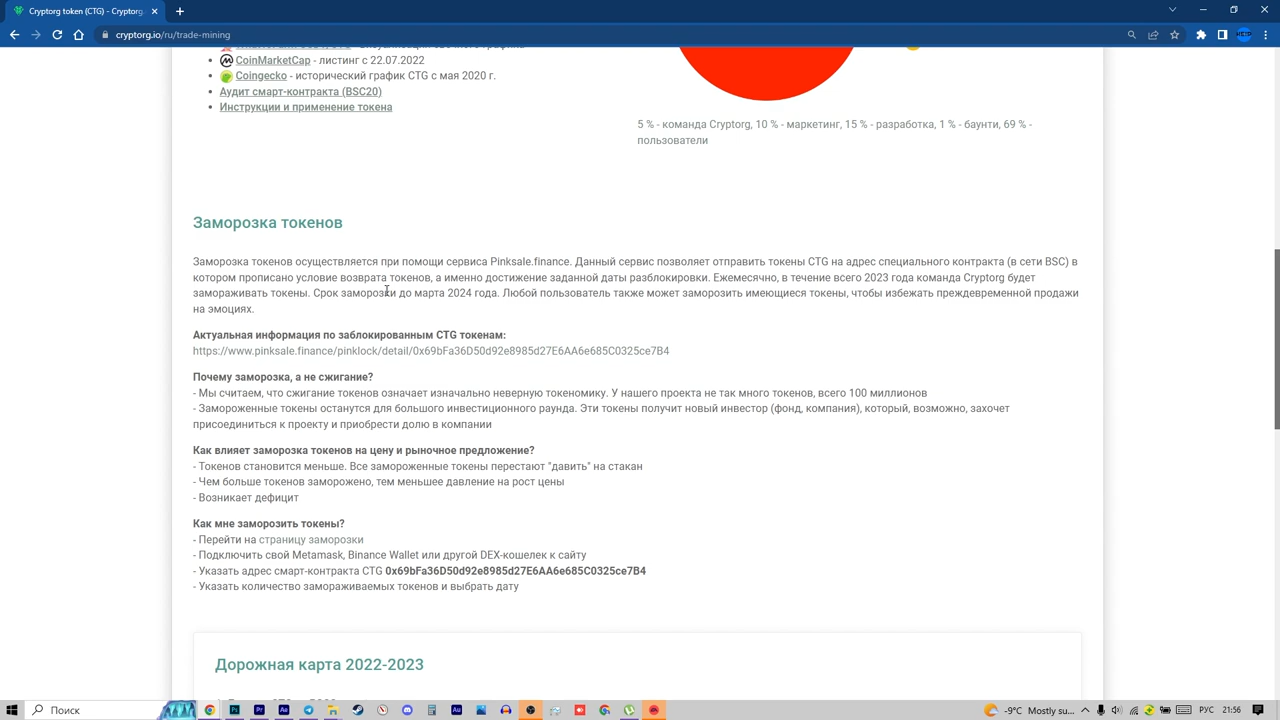 Cryptorg - Cryptocurrency Tradin
cryptorg.io/ru/trade-mining
CoinMarketCap - листинг с 22.07.2022
Coingecko - исторический график CTG с мая 2020 г.
Аудит смарт-контракта (BSC20)
Инструкции и применение токена
5 % - команда Cryptorg, 10 % - маркетинг, 15 % - разработка, 1 % - баунти, 69 % -
пользователи
Заморозка токенов
Заморозка токенов осуществляется при помощи сервиса Pinksale.finance. Данный сервис позволяет отправить токены CTG на адрес специального контракта (в сети BSC) в
котором прописано условие возврата токенов, а именно достижение заданной даты разблокировки. Ежемесячно, в течение всего 2023 года команда Cryptorg будет
замораживать токены. Срок заморозки до марта 2024 года. Любой пользователь также может заморозить имеющиеся токены, чтобы избежать преждевременной продажи
на эмоциях.
Актуальная информация по заблокированным CTG токенам:
https://www.pinksale.finance/pinklock/detail/0x69bFa36D50d92e8985d27E6AA6e685C0325ce7B4
Почему заморозка, а не сжигание?
- Мы считаем, что сжигание токенов означает изначально неверную токеномику. У нашего проекта не так много токенов, всего 100 миллионов
- Замороженные токены останутся для большого инвестиционного раунда. Эти токены получит новый инвестор (фонд, компания), который, возможно, захочет
присоединиться к проекту и приобрести долю в компании
Как влияет заморозка токенов на цену и рыночное предложение?
- Токенов становится меньше. Все замороженные токены перестают "давить" на стакан
- Чем больше токенов заморожено, тем меньшее давление на рост цены
- Возникает дефицит
Как мне заморозить токены?
- Перейти на страницу заморозки
- Подключить свой Metamask, Binance Wallet или другой DEX-кошелек к сайту
- Указать адрес смарт-контракта CTG 0x69bFa36D50d92e8985d27E6AA6e685C0325ce7B4
- Указать количество замораживаемых токенов и выбрать дату
Дорожная карта 2022-2023
Поиск
-9°C Mostly clear
РУС
21:56